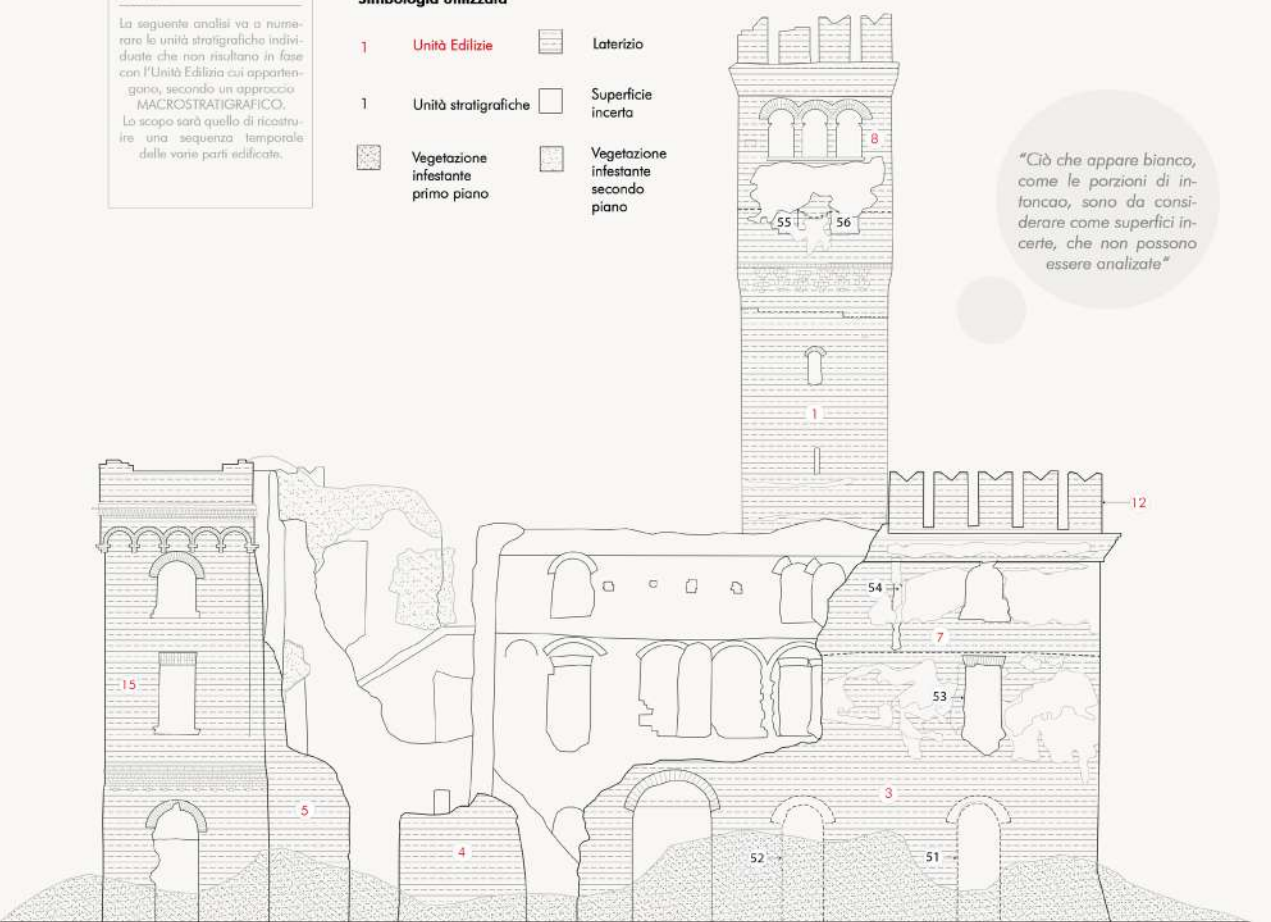 La seguente analisi va a nume-
rare le unità stratigrafiche indivi-
duate che non risultano in fase
con l'Unità Edilizia cui apparten-
gono, secondo un approccio
MACROSTRATIGRAFICO.
Lo scopo sarà quello di ricostru-
ire una sequenza temporale
delle varie parti edificate.
Simbologia utilizzata
1 Unità Edilizie
Laterizio
1 Unità stratigrafiche
Superficie
incerta
Vegetazione
infestante
primo piano
Vegetazione
infestante
secondo
piano
"Ciò che appare bianco,
come le porzioni di in-
toncao, sono da consi-
derare come superfici in-
certe, che non possono
essere analizate"
8
55
56
1
12
54
7
15
53
3
5
4
52
51